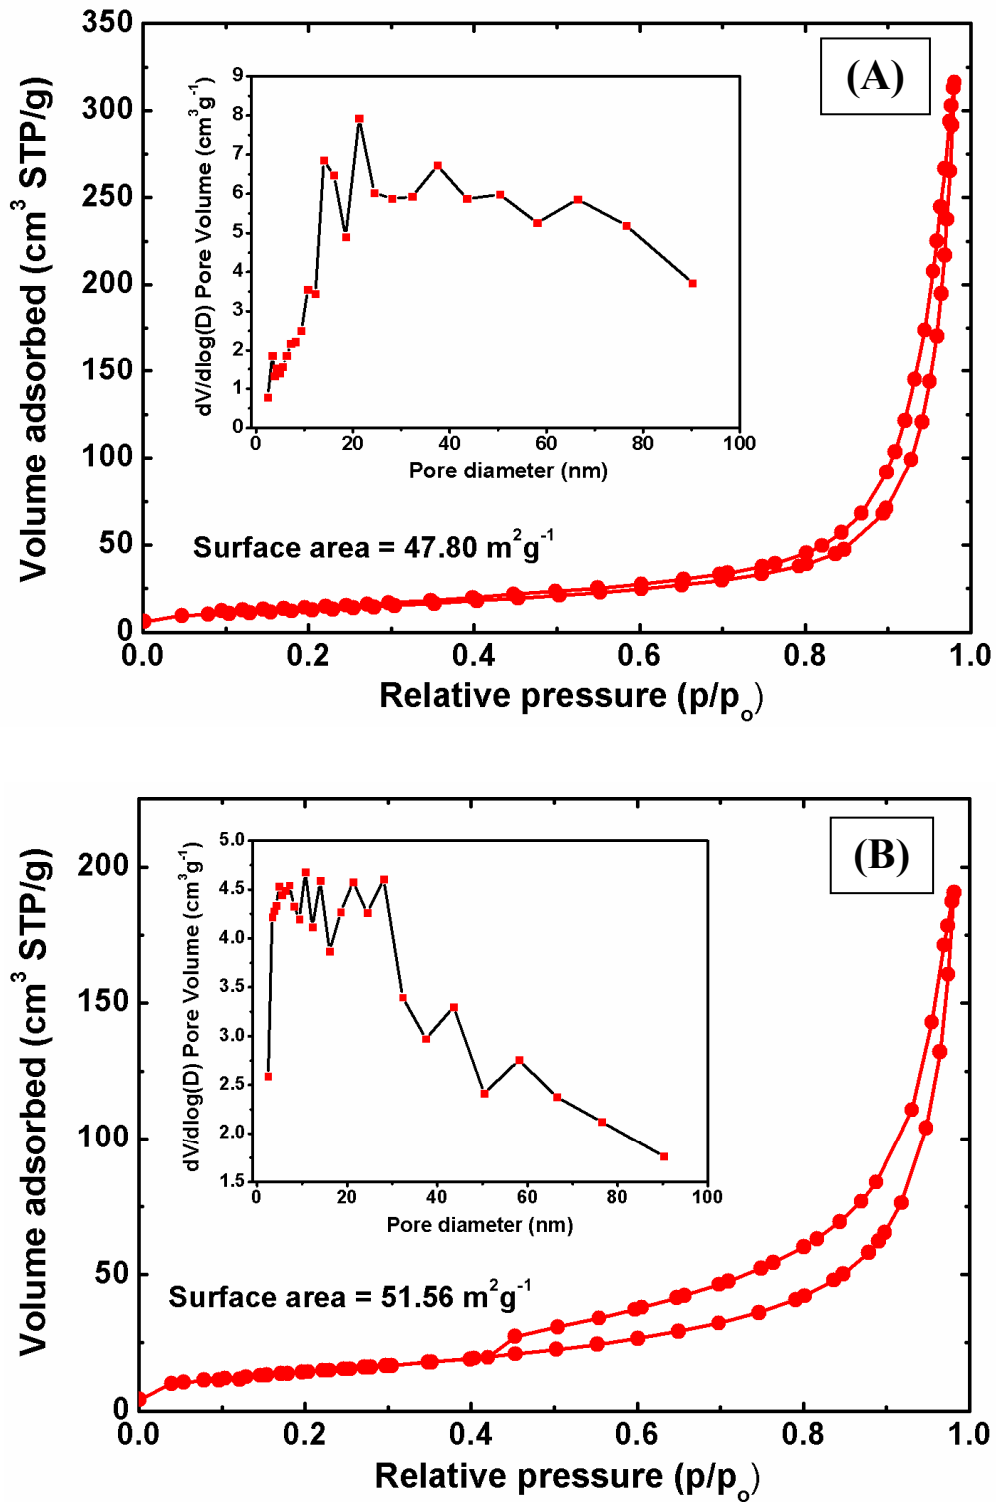 (A)
Volume adsorbed (cm³ STP/g)
350
300
250
200
150
100
50
0
0.0 0.2 0.4 0.6 0.8 1.0
Relative pressure (p/pₒ)
dV/dlog(D) Pore Volume (cm³g⁻¹)
9
8
7
6
5
4
3
2
1
0
0 20 40 60 80 100
Pore diameter (nm)
Surface area = 47.80 m²g⁻¹
(B)
Volume adsorbed (cm³ STP/g)
200
150
100
50
0
0.0 0.2 0.4 0.6 0.8 1.0
Relative pressure (p/pₒ)
dV/dlog(D) Pore Volume (cm³g⁻¹)
5.0
4.5
4.0
3.5
3.0
2.5
2.0
1.5
0 20 40 60 80 100
Pore diameter (nm)
Surface area = 51.56 m²g⁻¹